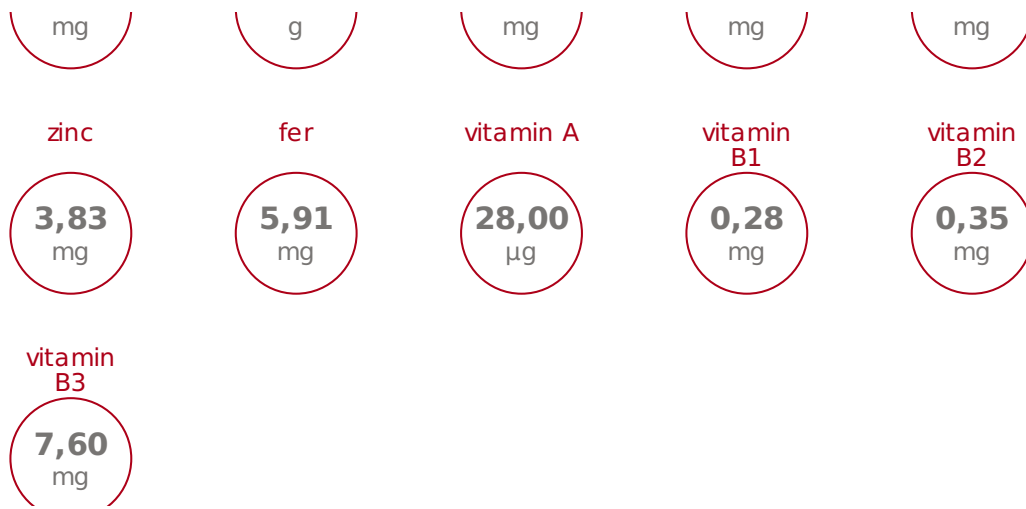 mg g mg mg mg
zinc fer vitamin A vitamin vitamin
B1 B2
3,83 5,91 28,00 0,28 0,35
mg mg µg mg mg
vitamin
B3
7,60
mg